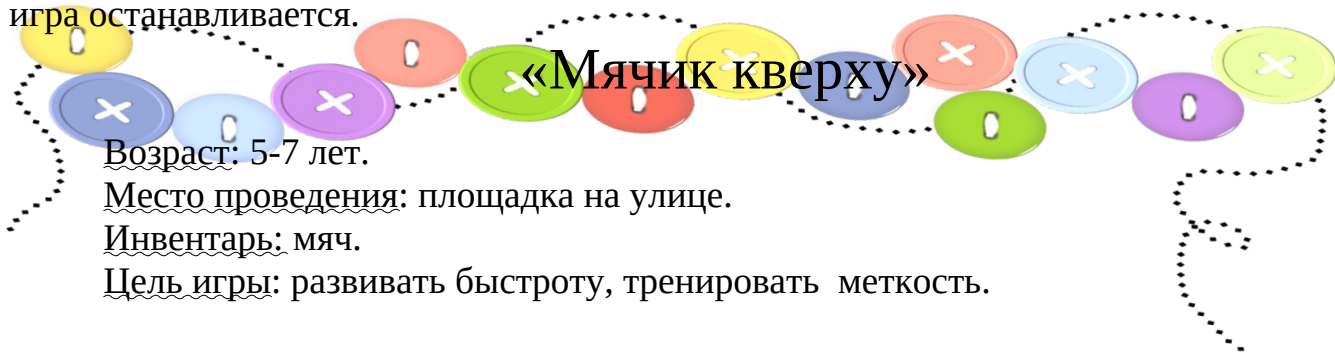 игра останавливается.
«Мячик кверху»
Возраст: 5-7 лет.
Место проведения: площадка на улице.
Инвентарь: мяч.
Цель игры: развивать быстроту, тренировать  меткость.